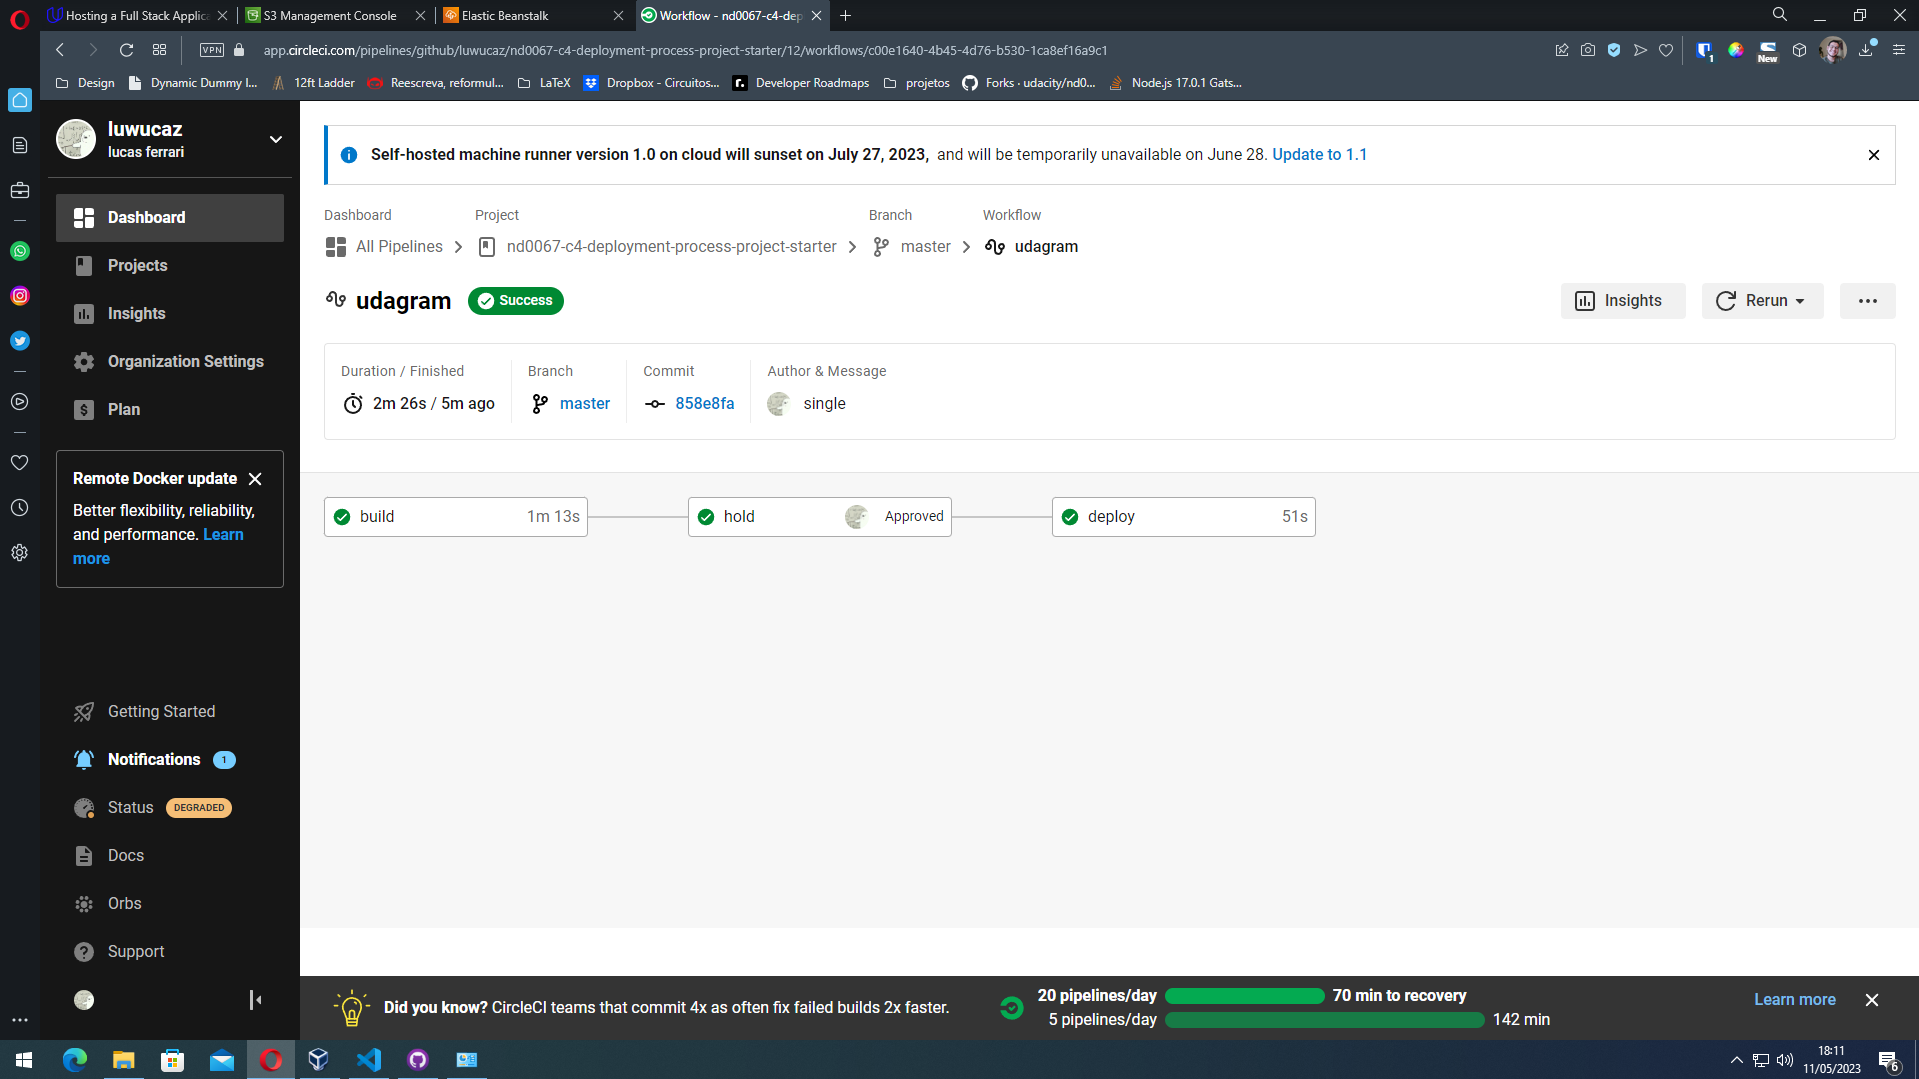 Hosting a Full Stack Applica
S3 Management Console
Elastic Beanstalk
Workflow - nd0067-c4-dep
VPN
app.circleci.com/pipelines/github/luwucaz/nd0067-c4-deployment-process-project-starter/12/workflows/c00e1640-4b45-4d76-b530-1ca8ef16a9c1
1
New
Design
Dynamic Dummy I...
12ft Ladder
Reescreva, reformul...
LaTeX
Dropbox - Circuitos...
Developer Roadmaps
projetos
Forks · udacity/nd0...
Node.js 17.0.1 Gats...
luwucaz
lucas ferrari
Dashboard
Projects
Insights
Organization Settings
Plan
Remote Docker update
Better flexibility, reliability,
and performance. Learn
more
Getting Started
Notifications 1
Status DEGRADED
Docs
Orbs
Support
Self-hosted machine runner version 1.0 on cloud will sunset on July 27, 2023, and will be temporarily unavailable on June 28. Update to 1.1
Dashboard
Project
Branch
Workflow
All Pipelines
nd0067-c4-deployment-process-project-starter
master
udagram
udagram
Success
Insights
Rerun
Duration / Finished
Branch
Commit
Author & Message
2m 26s / 5m ago
master
858e8fa
single
build 1m 13s
hold Approved
deploy 51s
Did you know? CircleCI teams that commit 4x as often fix failed builds 2x faster.
20 pipelines/day 70 min to recovery
5 pipelines/day 142 min
Learn more
18:11
11/05/2023
6